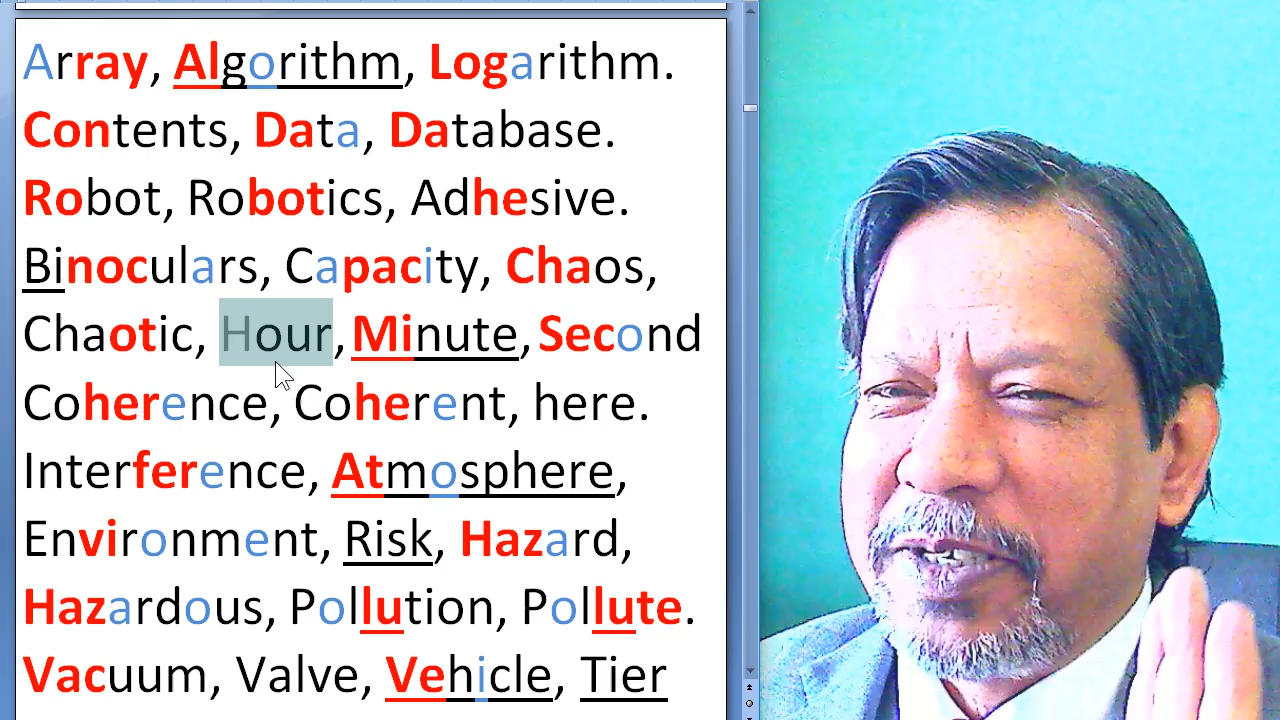 Array, Algorithm, Logarithm.
Contents, Data, Database.
Robot, Robotics, Adhesive.
Binoculars, Capacity, Chaos,
Chaotic, Hour, Minute, Second
Coherence, Coherent, here.
Interference, Atmosphere,
Environment, Risk, Hazard,
Hazardous, Pollution, Pollute.
Vacuum, Valve, Vehicle, Tier